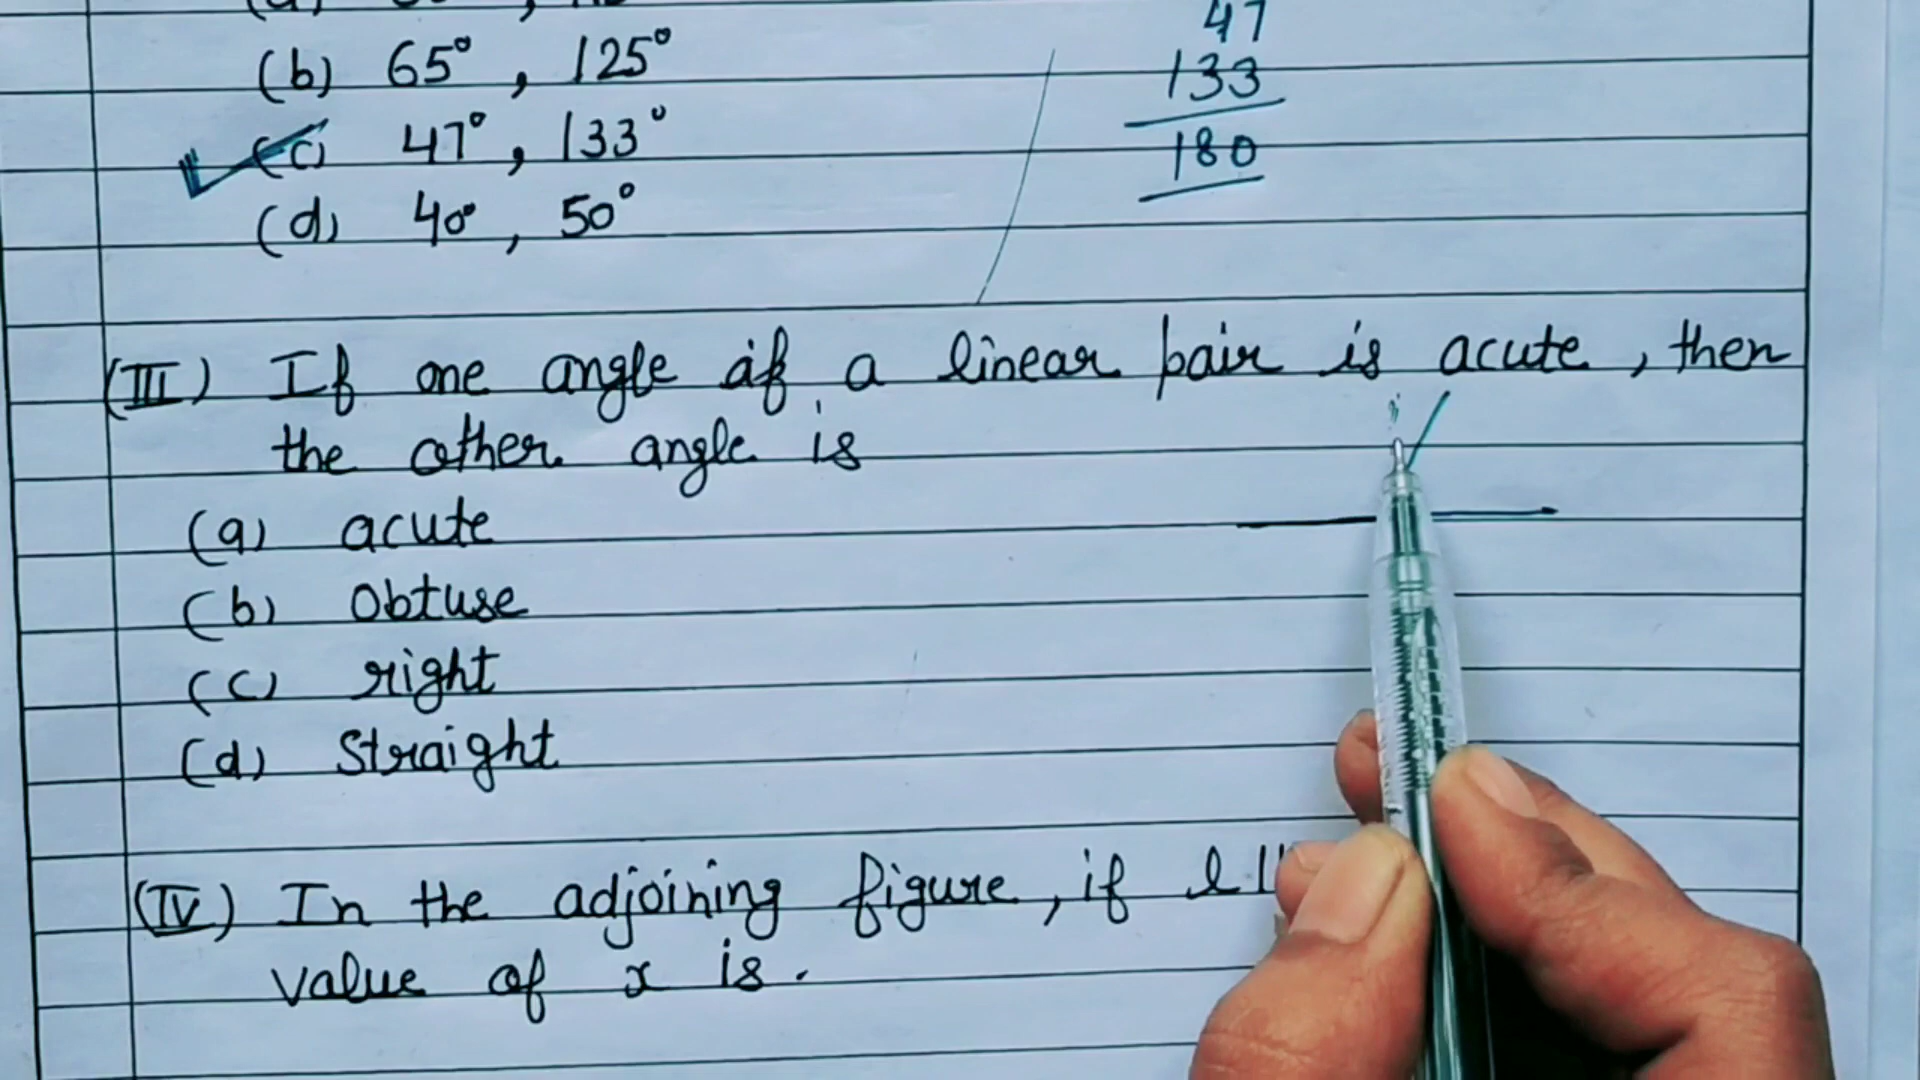 (b) 65° , 125°
(c) 47° , 133°
(d) 40° , 50°
47
133
180
(III) If one angle of a linear pair is acute , then
the other angle is
(a) acute
(b) Obtuse
(c) right
(d) Straight
(IV) In the adjoining figure , if l ||
value of x is .